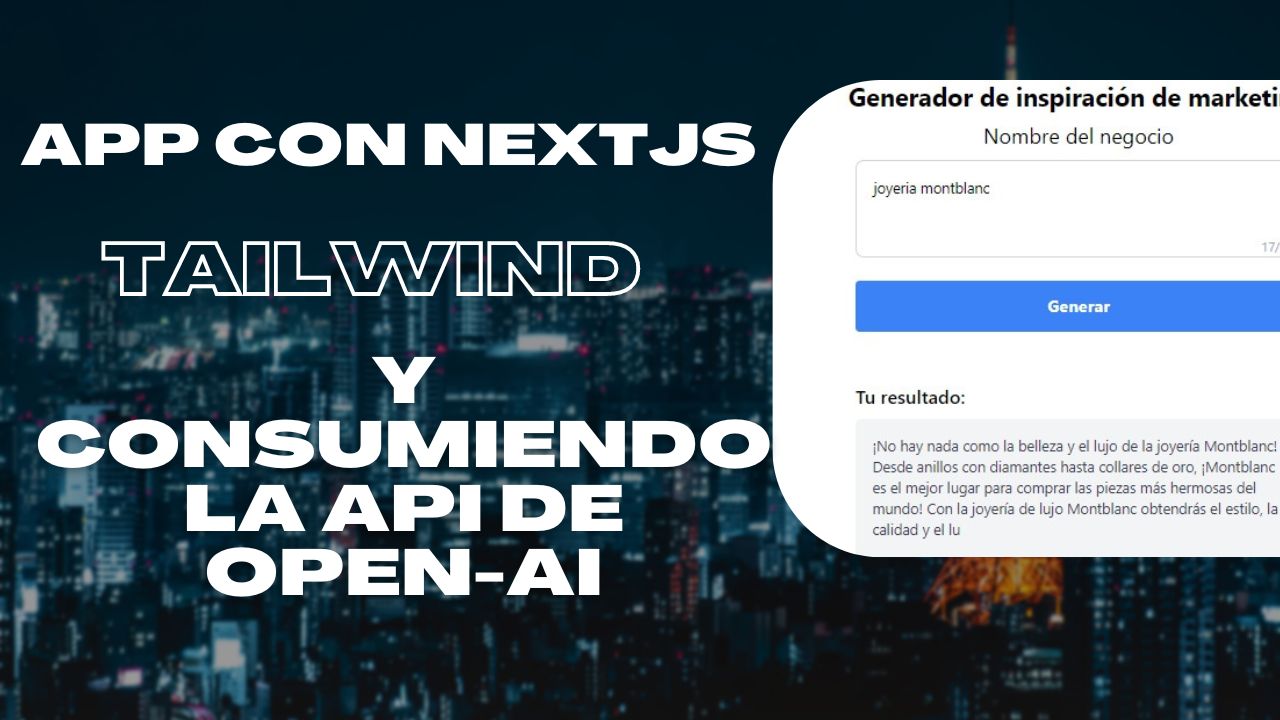 APP CON NEXTJS
TAILWIND
Y
CONSUMIENDO
LA API DE
OPEN-AI
Generador de inspiración de
Nombre del negocio
joyeria montblanc
17/
Generar
Tu resultado:
¡No hay nada como la belleza y el lujo de la joyería Montblanc!
Desde anillos con diamantes hasta collares de oro, ¡Montblanc
es el mejor lugar para comprar las piezas más hermosas del
mundo! Con la joyería de lujo Montblanc obtendrás el estilo, la
calidad y el lu